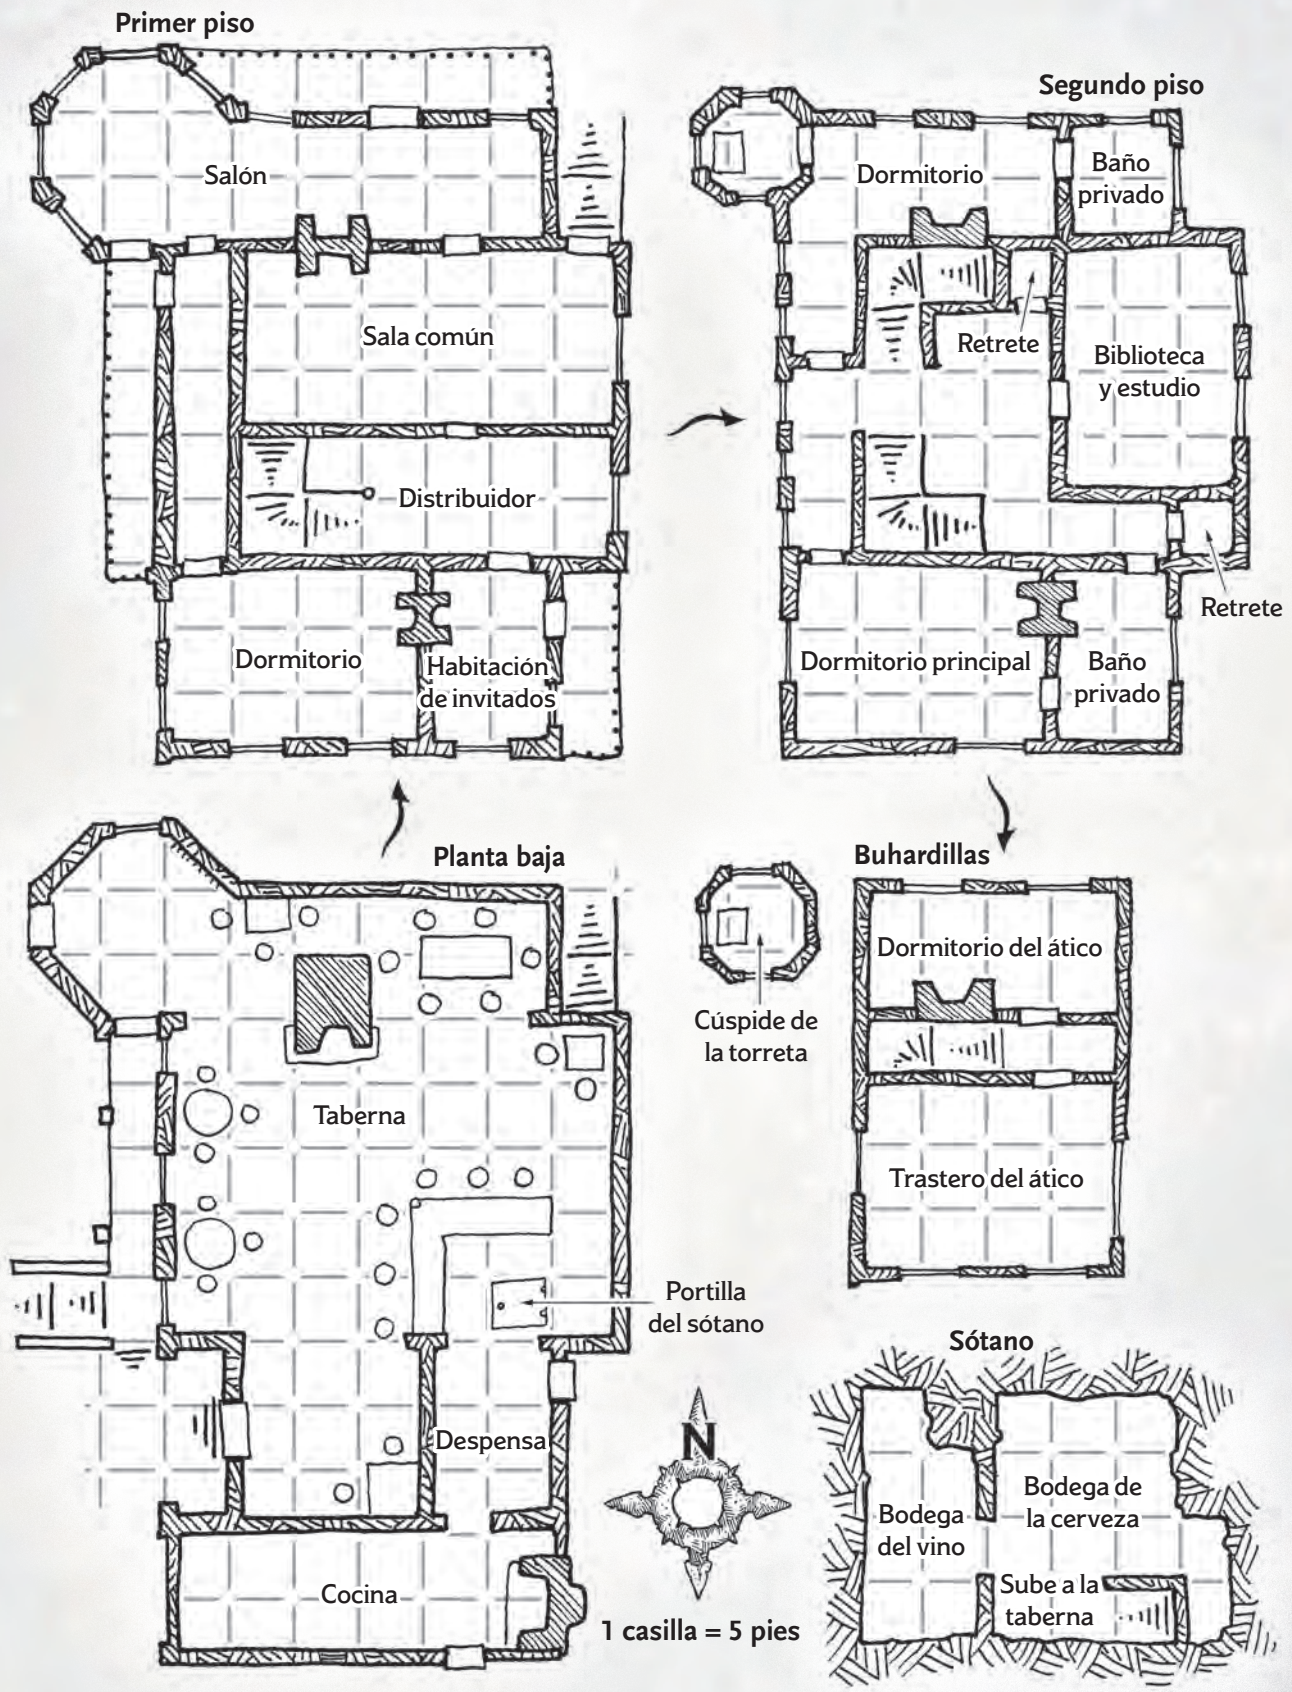 Primer piso
Salón
Sala común
Distribuidor
Dormitorio
Habitación
de invitados
Segundo piso
Dormitorio
Baño
privado
Retrete
Biblioteca
y estudio
Retrete
Dormitorio principal
Baño
privado
Planta baja
Taberna
Portilla
del sótano
Despensa
Cocina
Buhardillas
Dormitorio del ático
Cúspide de
la torreta
Trastero del ático
Sótano
Bodega
del vino
Bodega de
la cerveza
Sube a la
taberna
N
1 casilla = 5 pies